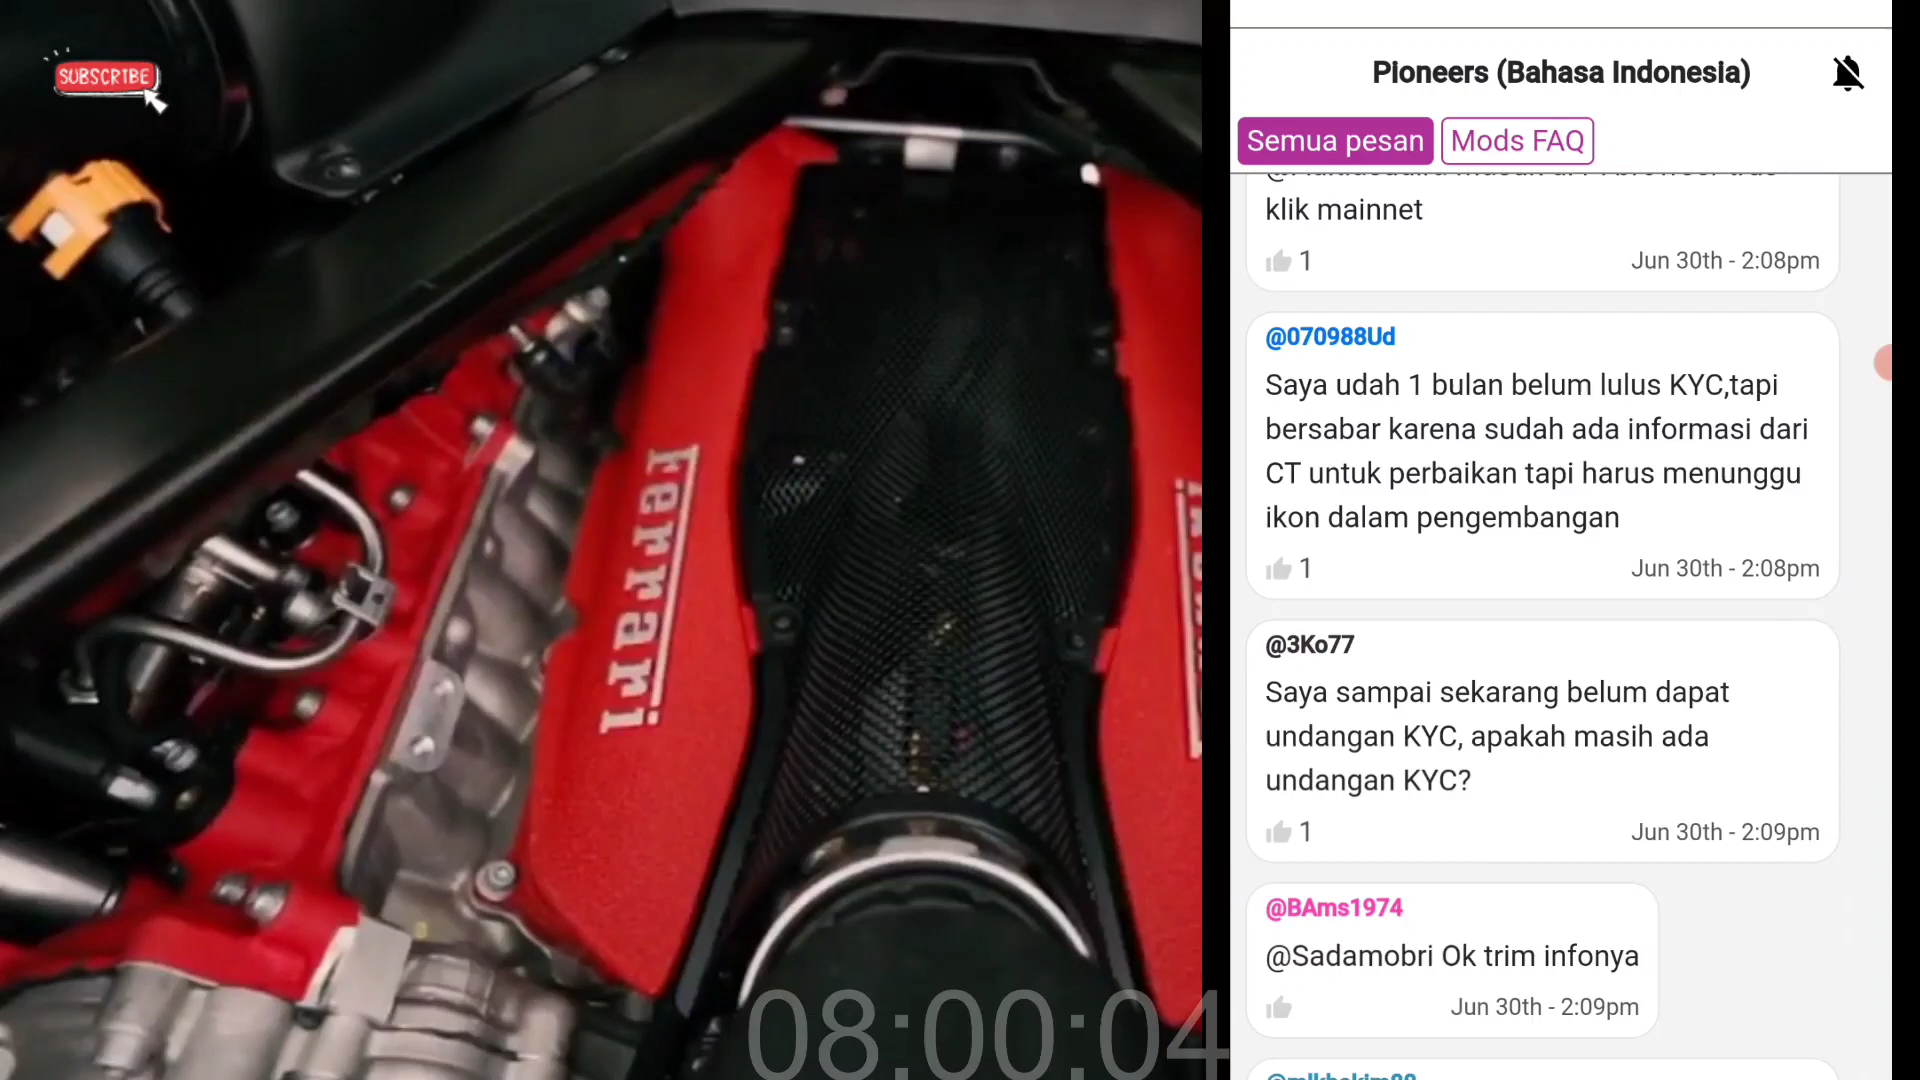 SUBSCRIBE
Ferrari
08:00:04
Pioneers (Bahasa Indonesia)
Semua pesan
Mods FAQ
klik mainnet
1
Jun 30th - 2:08pm
@070988Ud
Saya udah 1 bulan belum lulus KYC,tapi
bersabar karena sudah ada informasi dari
CT untuk perbaikan tapi harus menunggu
ikon dalam pengembangan
1
Jun 30th - 2:08pm
@3Ko77
Saya sampai sekarang belum dapat
undangan KYC, apakah masih ada
undangan KYC?
1
Jun 30th - 2:09pm
@BAms1974
@Sadamobri Ok trim infonya
Jun 30th - 2:09pm